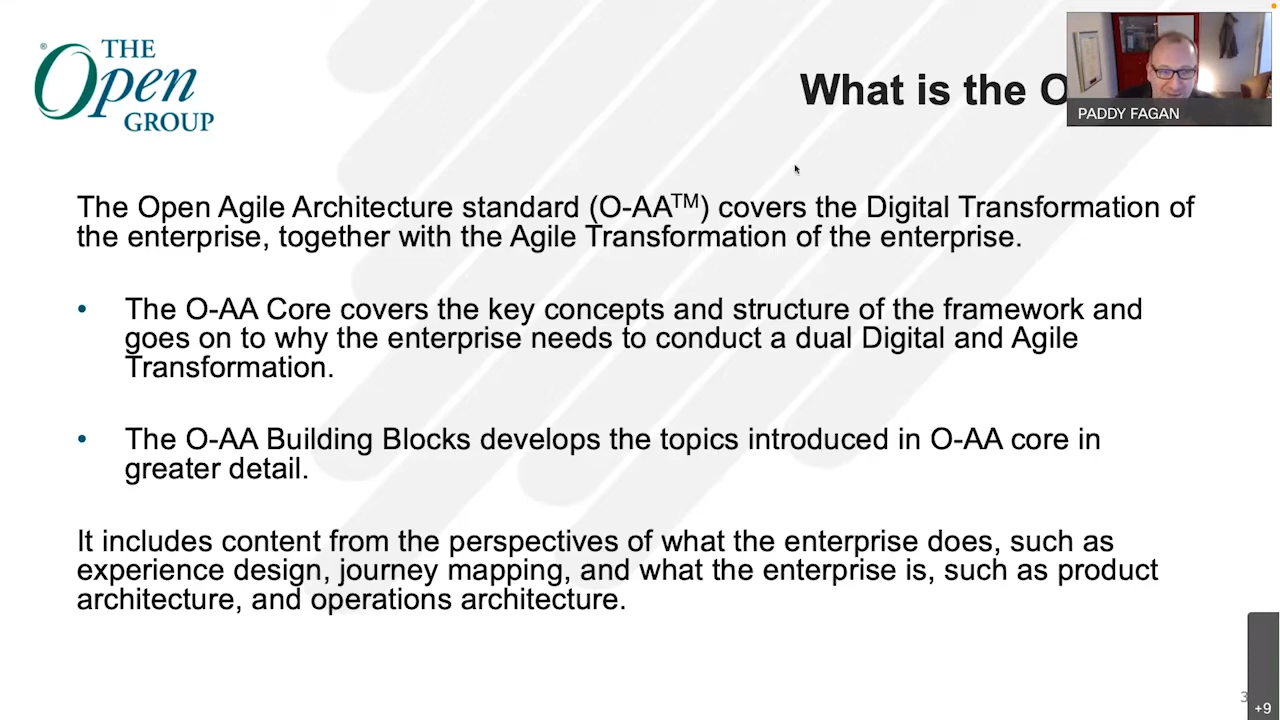 THE
Open
GROUP
®
What is the O
PADDY FAGAN
The Open Agile Architecture standard (O-AA™) covers the Digital Transformation of
the enterprise, together with the Agile Transformation of the enterprise.
• The O-AA Core covers the key concepts and structure of the framework and
goes on to why the enterprise needs to conduct a dual Digital and Agile
Transformation.
• The O-AA Building Blocks develops the topics introduced in O-AA core in
greater detail.
It includes content from the perspectives of what the enterprise does, such as
experience design, journey mapping, and what the enterprise is, such as product
architecture, and operations architecture.
3
+9